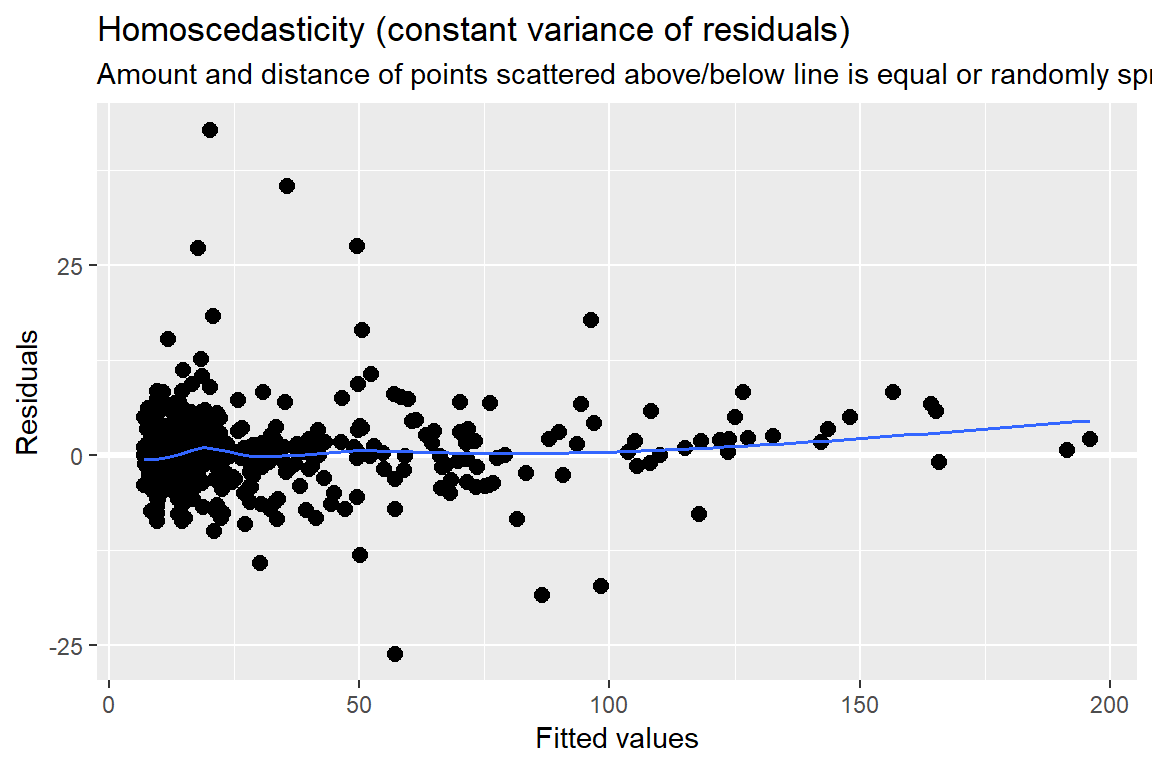 Homoscedasticity (constant variance of residuals)
Amount and distance of points scattered above/below line is equal or randomly spr
Residuals
25
0
-25
0
50
100
150
200
Fitted values